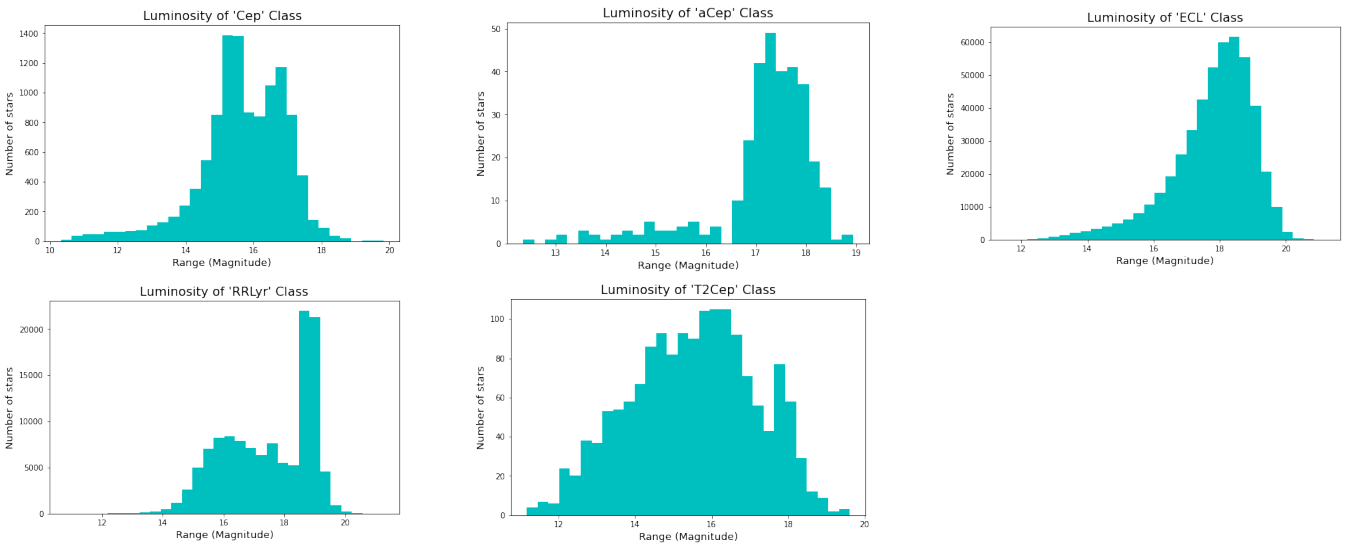 Luminosity of 'Cep' Class
Number of stars
1400
1200
1000
800
600
400
200
0
10 12 14 16 18 20
Range (Magnitude)
Luminosity of 'aCep' Class
Number of stars
50
40
30
20
10
0
13 14 15 16 17 18 19
Range (Magnitude)
Luminosity of 'ECL' Class
Number of stars
60000
50000
40000
30000
20000
10000
0
12 14 16 18 20
Range (Magnitude)
Luminosity of 'RRLyr' Class
Number of stars
20000
15000
10000
5000
0
12 14 16 18 20
Range (Magnitude)
Luminosity of 'T2Cep' Class
Number of stars
100
80
60
40
20
0
12 14 16 18 20
Range (Magnitude)